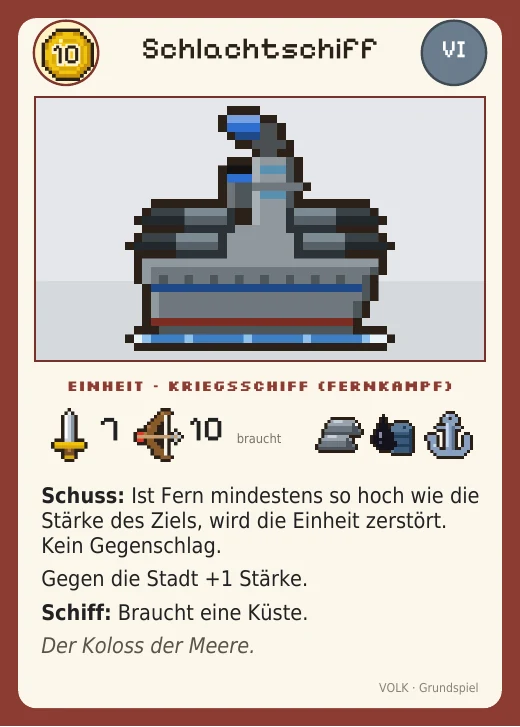 10
Schlachtschiff
VI
EINHEIT - KRIEGSSCHIFF (FERNKAMPF)
7
10
braucht
Schuss: Ist Fern mindestens so hoch wie die
Stärke des Ziels, wird die Einheit zerstört.
Kein Gegenschlag.
Gegen die Stadt +1 Stärke.
Schiff: Braucht eine Küste.
Der Koloss der Meere.
VOLK · Grundspiel